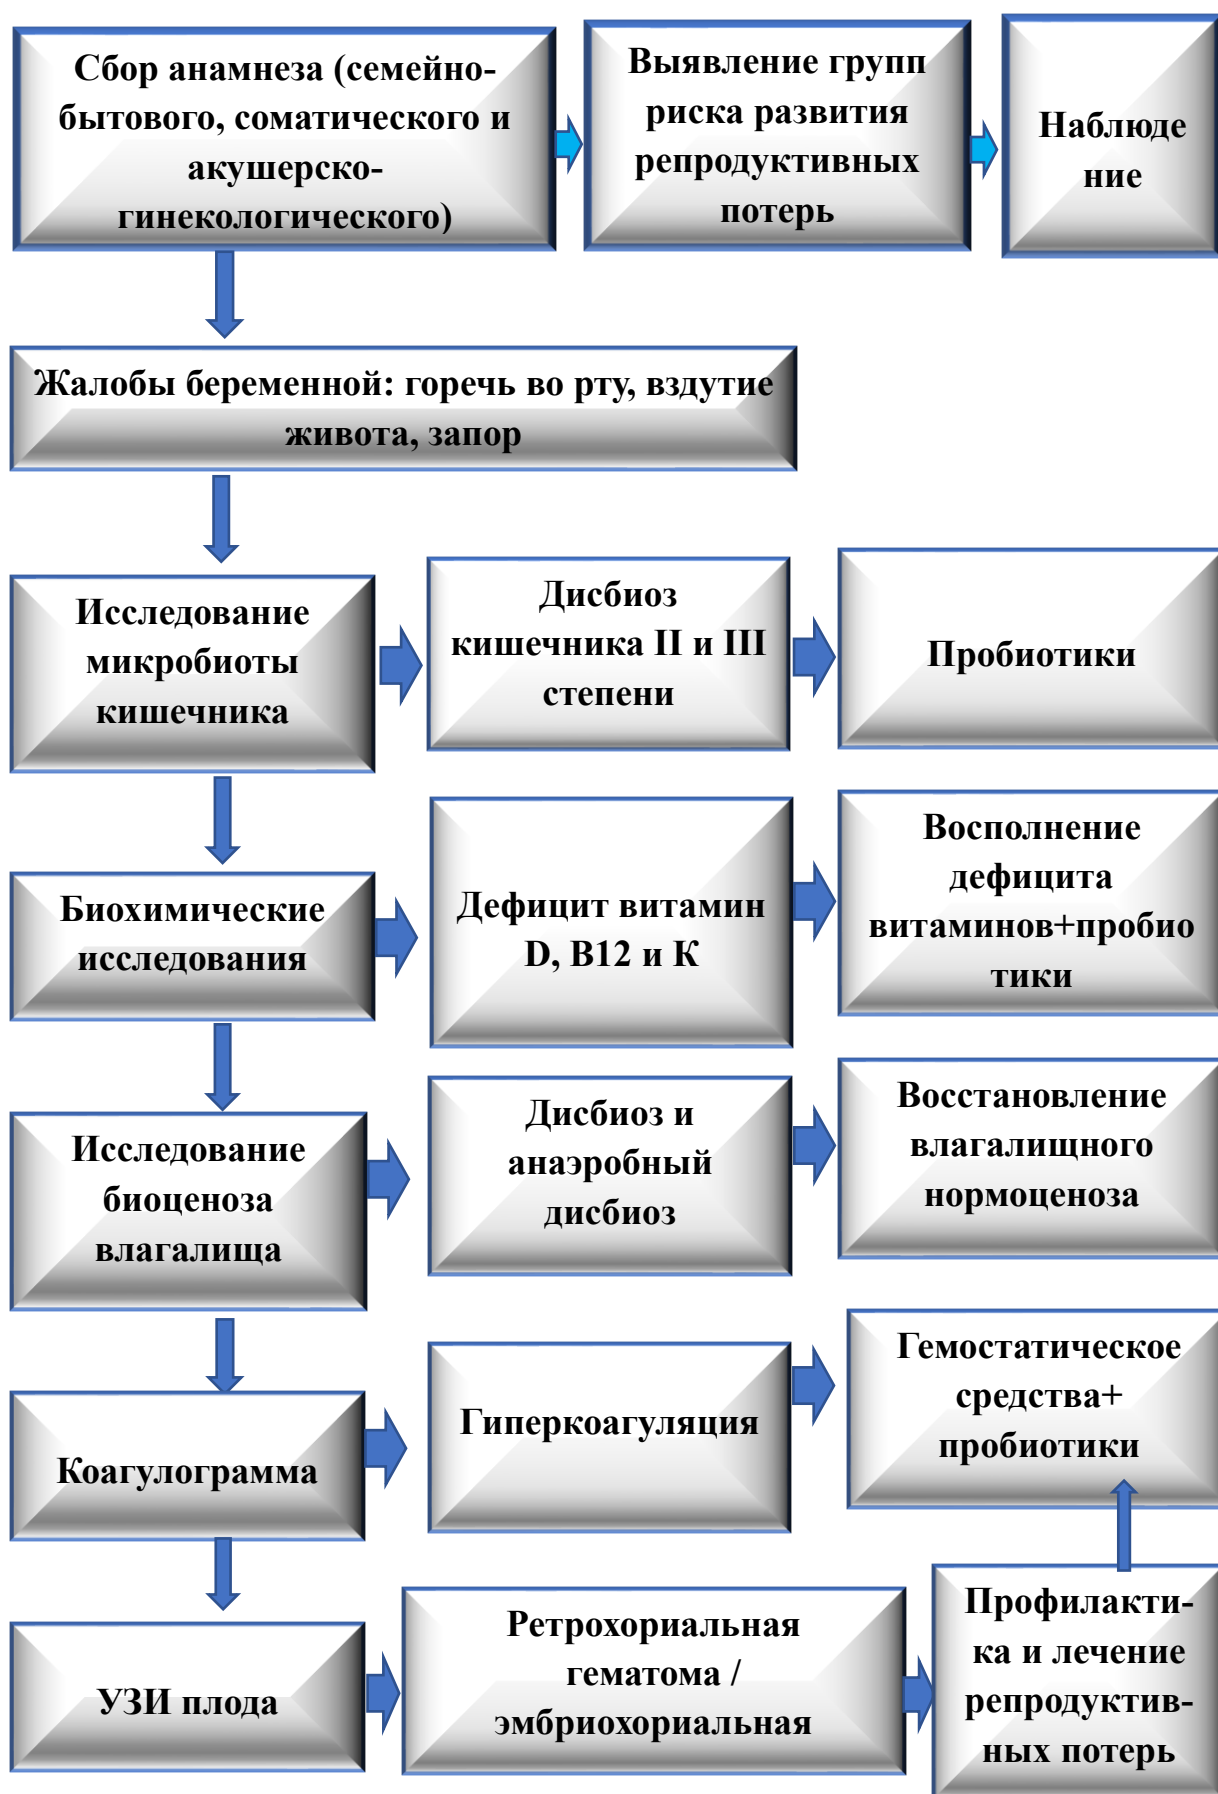 Сбор анамнеза (семейно-
бытового, соматического и
акушерско-
гинекологического)
Выявление групп
риска развития
репродуктивных
потерь
Наблюде
ние
Жалобы беременной: горечь во рту, вздутие
живота, запор
Исследование
микробиоты
кишечника
Дисбиоз
кишечника II и III
степени
Пробиотики
Биохимические
исследования
Дефицит витамин
D, B12 и К
Восполнение
дефицита
витаминов+пробио
тики
Исследование
биоценоза
влагалища
Дисбиоз и
анаэробный
дисбиоз
Восстановление
влагалищного
нормоценоза
Коагулограмма
Гиперкоагуляция
Гемостатическое
средства+
пробиотики
УЗИ плода
Ретрохориальная
гематома /
эмбриохориальная
Профилакти-
ка и лечение
репродуктив-
ных потерь